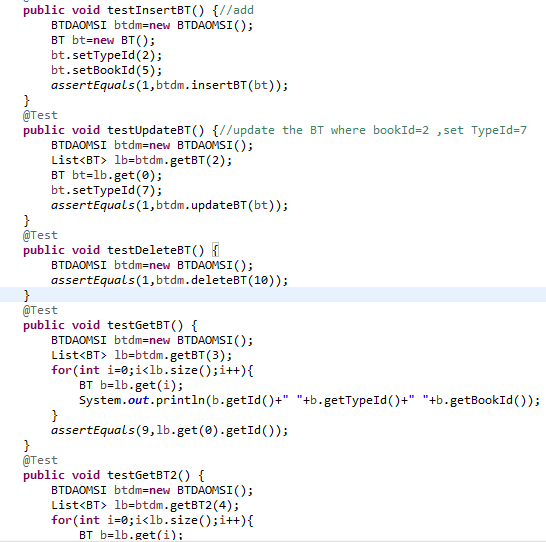 public void testInsertBT() {//add
    BTDAOMSI btdm=new BTDAOMSI();
    BT bt=new BT();
    bt.setTypeId(2);
    bt.setBookId(5);
    assertEquals(1,btdm.insertBT(bt));
}
@Test
public void testUpdateBT() {//update the BT where bookId=2 ,set TypeId=7
    BTDAOMSI btdm=new BTDAOMSI();
    List<BT> lb=btdm.getBT(2);
    BT bt=lb.get(0);
    bt.setTypeId(7);
    assertEquals(1,btdm.updateBT(bt));
}
@Test
public void testDeleteBT() {
    BTDAOMSI btdm=new BTDAOMSI();
    assertEquals(1,btdm.deleteBT(10));
}
@Test
public void testGetBT() {
    BTDAOMSI btdm=new BTDAOMSI();
    List<BT> lb=btdm.getBT(3);
    for(int i=0;i<lb.size();i++){
        BT b=lb.get(i);
        System.out.println(b.getId()+" "+b.getTypeId()+" "+b.getBookId());
    }
    assertEquals(9,lb.get(0).getId());
}
@Test
public void testGetBT2() {
    BTDAOMSI btdm=new BTDAOMSI();
    List<BT> lb=btdm.getBT2(4);
    for(int i=0;i<lb.size();i++){
        BT b=lb.get(i);